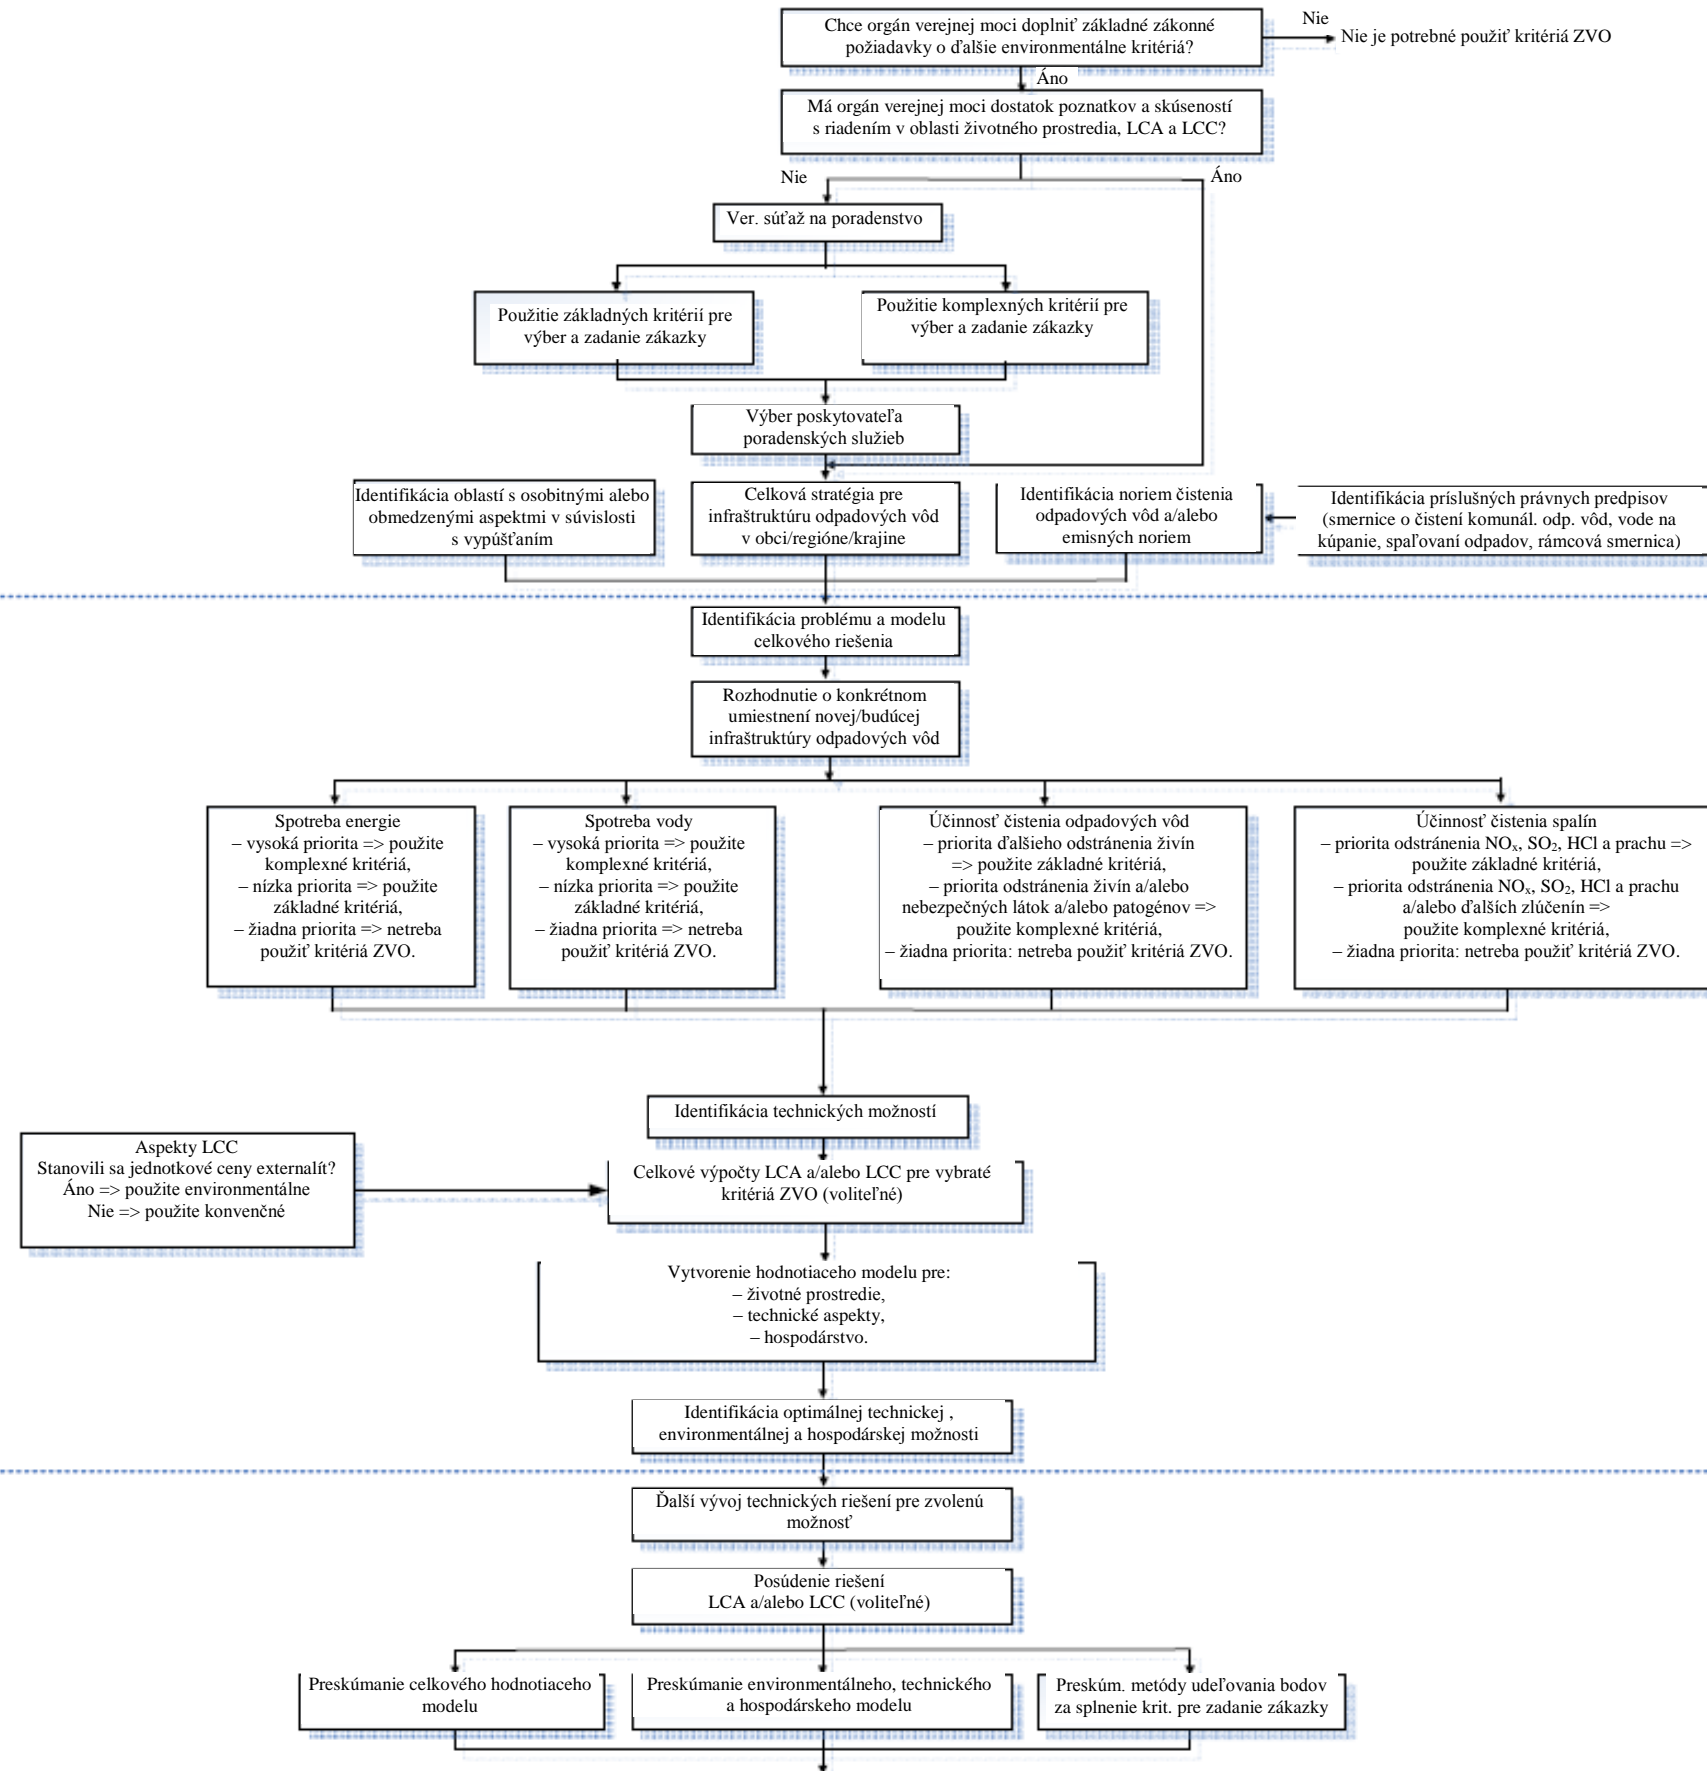 Chce orgán verejnej moci doplniť základné zákonné
požiadavky o ďalšie environmentálne kritériá?
Nie
Nie je potrebné použiť kritériá ZVO
Áno
Má orgán verejnej moci dostatok poznatkov a skúseností
s riadením v oblasti životného prostredia, LCA a LCC?
Nie
Áno
Ver. súťaž na poradenstvo
Použitie základných kritérií pre
výber a zadanie zákazky
Použitie komplexných kritérií pre
výber a zadanie zákazky
Výber poskytovateľa
poradenských služieb
Identifikácia oblastí s osobitnými alebo
obmedzenými aspektmi v súvislosti
s vypúšťaním
Celková stratégia pre
infraštruktúru odpadových vôd
v obci/regióne/krajine
Identifikácia noriem čistenia
odpadových vôd a/alebo
emisných noriem
Identifikácia príslušných právnych predpisov
(smernice o čistení komunál. odp. vôd, vode na
kúpanie, spaľovaní odpadov, rámcová smernica)
Identifikácia problému a modelu
celkového riešenia
Rozhodnutie o konkrétnom
umiestnení novej/budúcej
infraštruktúry odpadových vôd
Spotreba energie
– vysoká priorita => použite
komplexné kritériá,
– nízka priorita => použite
základné kritériá,
– žiadna priorita => netreba
použiť kritériá ZVO.
Spotreba vody
– vysoká priorita => použite
komplexné kritériá,
– nízka priorita => použite
základné kritériá,
– žiadna priorita => netreba
použiť kritériá ZVO.
Účinnosť čistenia odpadových vôd
– priorita ďalšieho odstránenia živín
=> použite základné kritériá,
– priorita odstránenia živín a/alebo
nebezpečných látok a/alebo patogénov =>
použite komplexné kritériá,
– žiadna priorita: netreba použiť kritériá ZVO.
Účinnosť čistenia spalín
– priorita odstránenia NOₓ, SO₂, HCl a prachu =>
použite základné kritériá,
– priorita odstránenia NOₓ, SO₂, HCl a prachu
a/alebo ďalších zlúčenín =>
použite komplexné kritériá,
– žiadna priorita: netreba použiť kritériá ZVO.
Identifikácia technických možností
Aspekty LCC
Stanovili sa jednotkové ceny externalít?
Áno => použite environmentálne
Nie => použite konvenčné
Celkové výpočty LCA a/alebo LCC pre vybraté
kritériá ZVO (voliteľné)
Vytvorenie hodnotiaceho modelu pre:
– životné prostredie,
– technické aspekty,
– hospodárstvo.
Identifikácia optimálnej technickej ,
environmentálnej a hospodárskej možnosti
Ďalší vývoj technických riešení pre zvolenú
možnosť
Posúdenie riešení
LCA a/alebo LCC (voliteľné)
Preskúmanie celkového hodnotiaceho
modelu
Preskúmanie environmentálneho, technického
a hospodárskeho modelu
Preskúm. metódy udeľovania bodov
za splnenie krit. pre zadanie zákazky